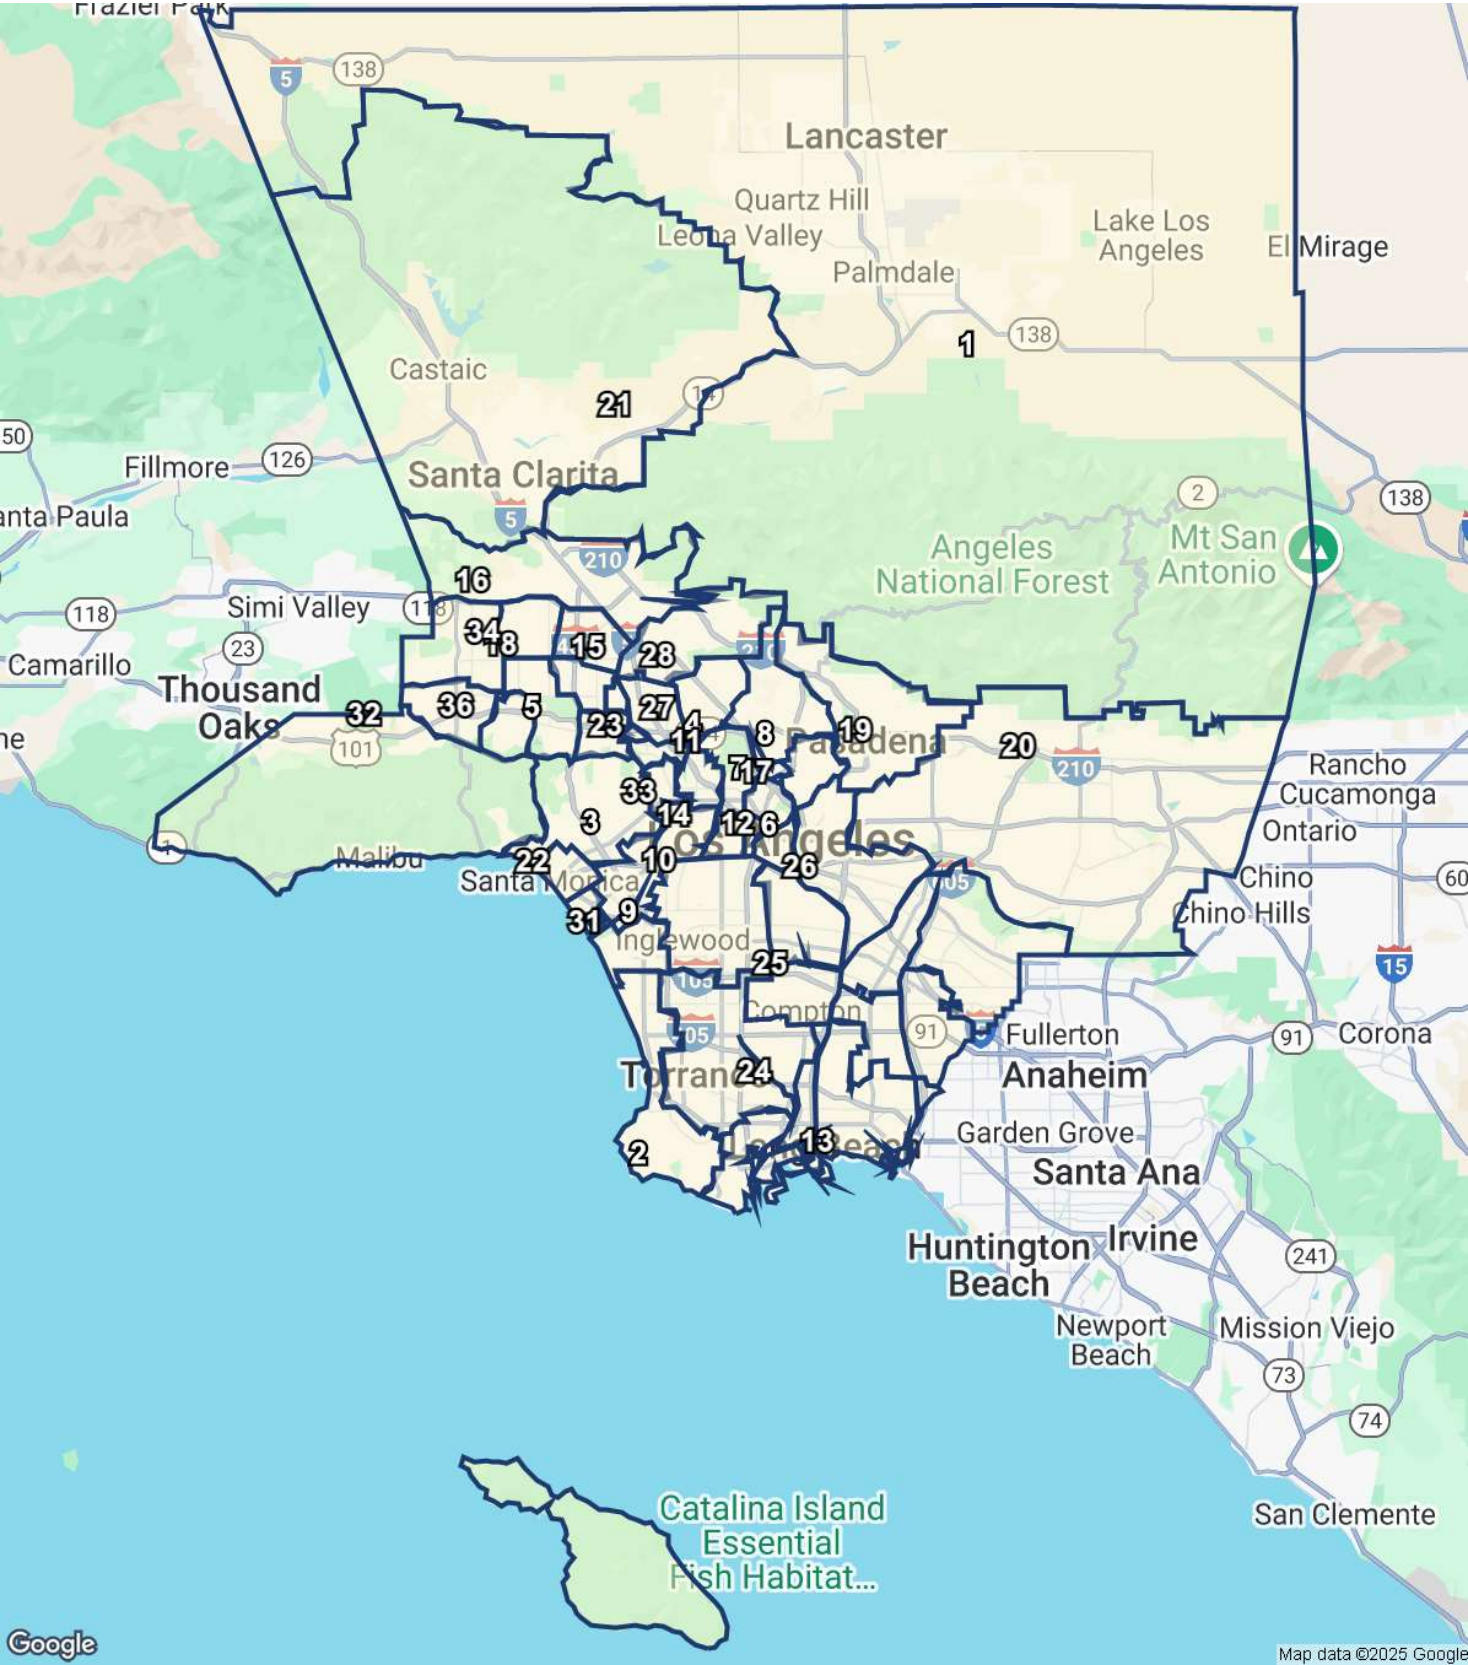 Frazier Park
138
5
Lancaster
Quartz Hill
Leona Valley
Lake Los
Angeles
El Mirage
Palmdale
1
138
Castaic
21
14
50
Fillmore
126
Santa Clarita
2
138
5
anta Paula
Angeles
National Forest
Mt San
Antonio
210
16
118
Simi Valley
118
34
18
15
28
23
Camarillo
Thousand
Oaks
32
36
5
23
27
4
11
8
Pasadena
19
20
210
101
7
17
Rancho
Cucamonga
Ontario
33
3
14
12
6
Los Angeles
1
Malibu
22
Santa Monica
10
26
605
Chino
60
Chino Hills
31
9
Inglewood
25
105
15
Compton
405
91
5
Fullerton
91
Corona
Torrance
24
Anaheim
2
Long Beach
13
Garden Grove
Santa Ana
Huntington
Beach
Irvine
241
Newport
Beach
Mission Viejo
73
74
San Clemente
Catalina Island
Essential
Fish Habitat...
Google
Map data ©2025 Google